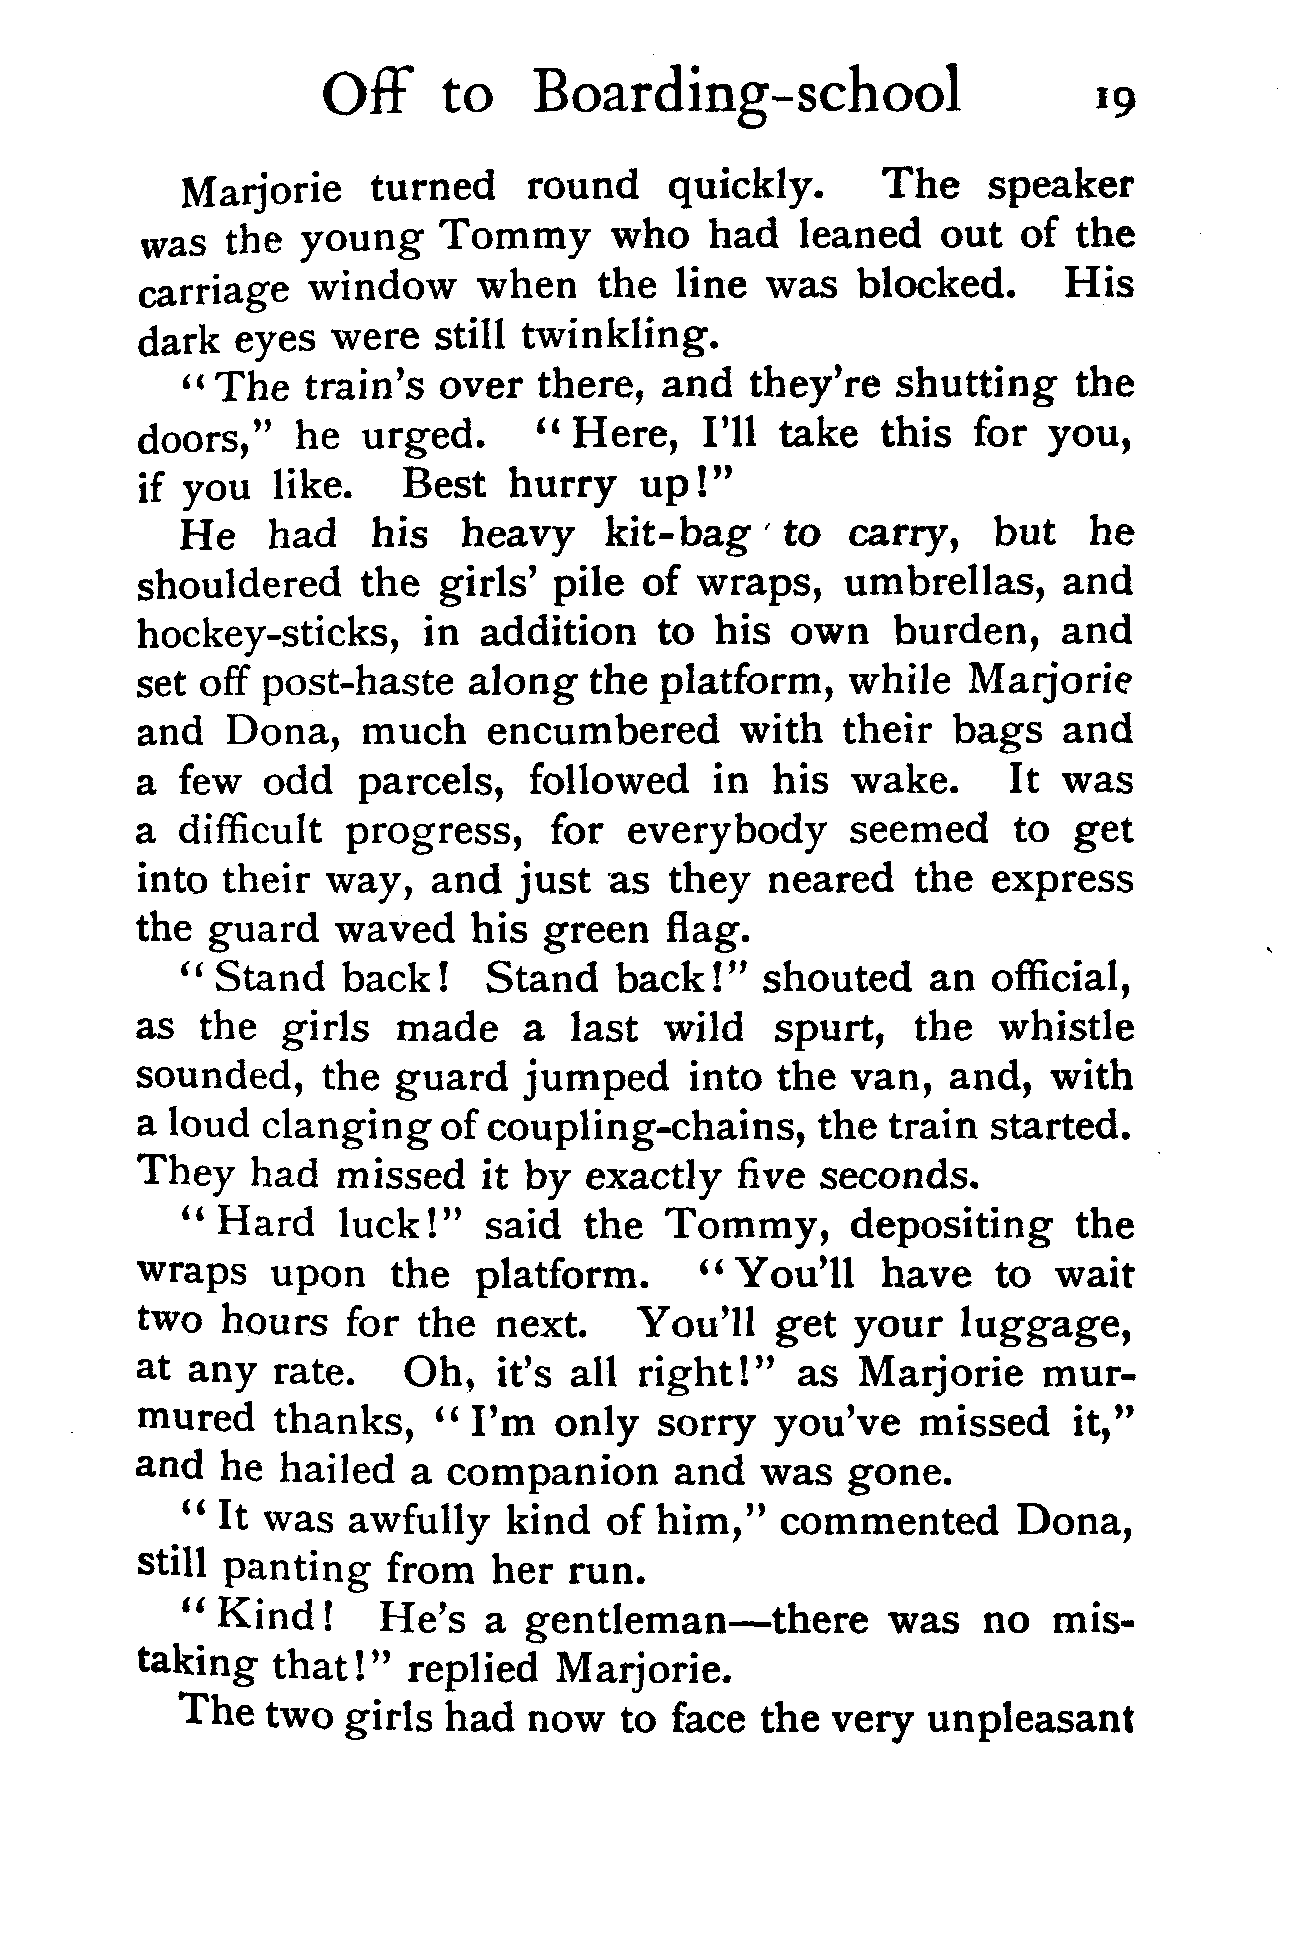 Off to Boarding-school 19
Marjorie turned round quickly. The speaker
was the young Tommy who had leaned out of the
carriage window when the line was blocked. His
dark eyes were still twinkling.
"The train's over there, and they're shutting the
doors," he urged. "Here, I'll take this for you,
if you like. Best hurry up!"
He had his heavy kit-bag to carry, but he
shouldered the girls' pile of wraps, umbrellas, and
hockey-sticks, in addition to his own burden, and
set off post-haste along the platform, while Marjorie
and Dona, much encumbered with their bags and
a few odd parcels, followed in his wake. It was
a difficult progress, for everybody seemed to get
into their way, and just as they neared the express
the guard waved his green flag.
"Stand back! Stand back!" shouted an official,
as the girls made a last wild spurt, the whistle
sounded, the guard jumped into the van, and, with
a loud clanging of coupling-chains, the train started.
They had missed it by exactly five seconds.
"Hard luck!" said the Tommy, depositing the
wraps upon the platform. "You'll have to wait
two hours for the next. You'll get your luggage,
at any rate. Oh, it's all right!" as Marjorie mur-
mured thanks, "I'm only sorry you've missed it,"
and he hailed a companion and was gone.
"It was awfully kind of him," commented Dona,
still panting from her run.
"Kind! He's a gentleman—there was no mis-
taking that!" replied Marjorie.
The two girls had now to face the very unpleasant